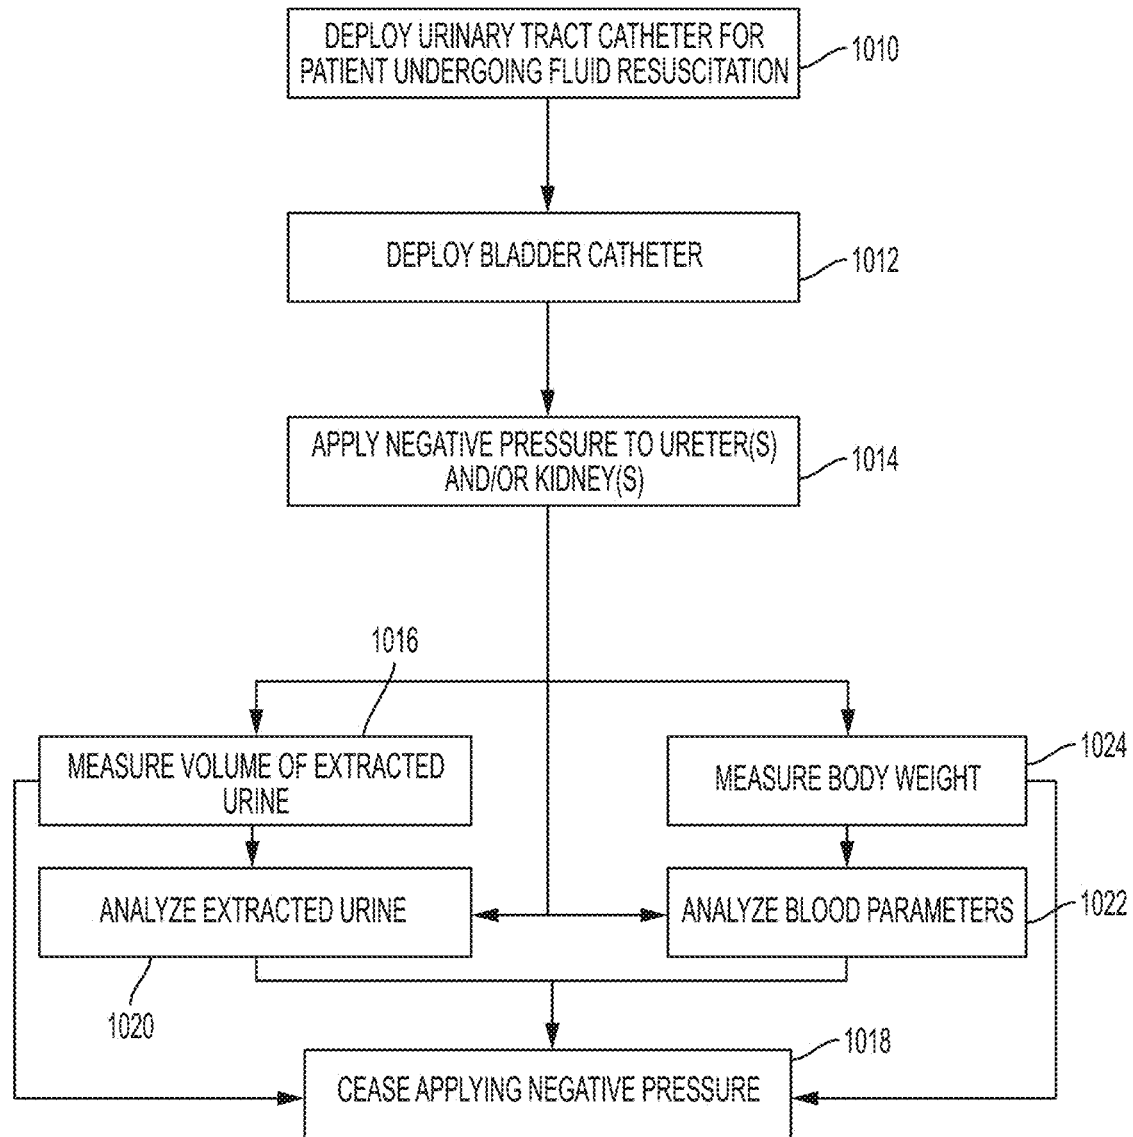 DEPLOY URINARY TRACT CATHETER FOR
PATIENT UNDERGOING FLUID RESUSCITATION
1010
DEPLOY BLADDER CATHETER
1012
APPLY NEGATIVE PRESSURE TO URETER(S)
AND/OR KIDNEY(S)
1014
1016
MEASURE VOLUME OF EXTRACTED
URINE
MEASURE BODY WEIGHT
1024
ANALYZE EXTRACTED URINE
ANALYZE BLOOD PARAMETERS
1022
1020
CEASE APPLYING NEGATIVE PRESSURE
1018